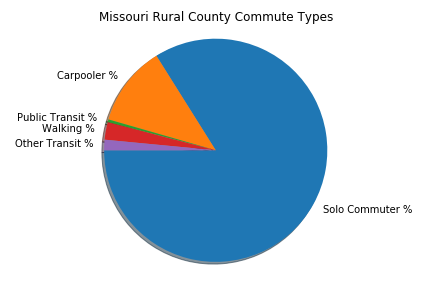 Missouri Rural County Commute Types
Carpooler %
Public Transit %
Walking %
Other Transit %
Solo Commuter %